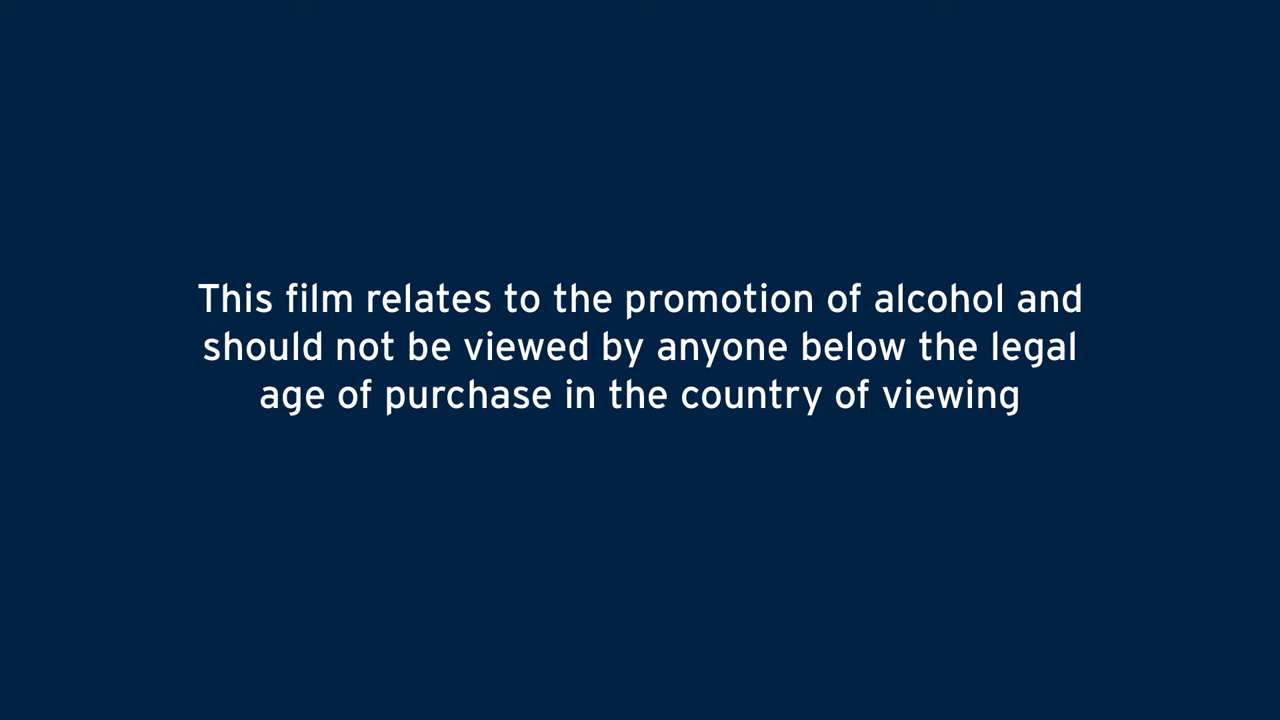 This film relates to the promotion of alcohol and
should not be viewed by anyone below the legal
age of purchase in the country of viewing